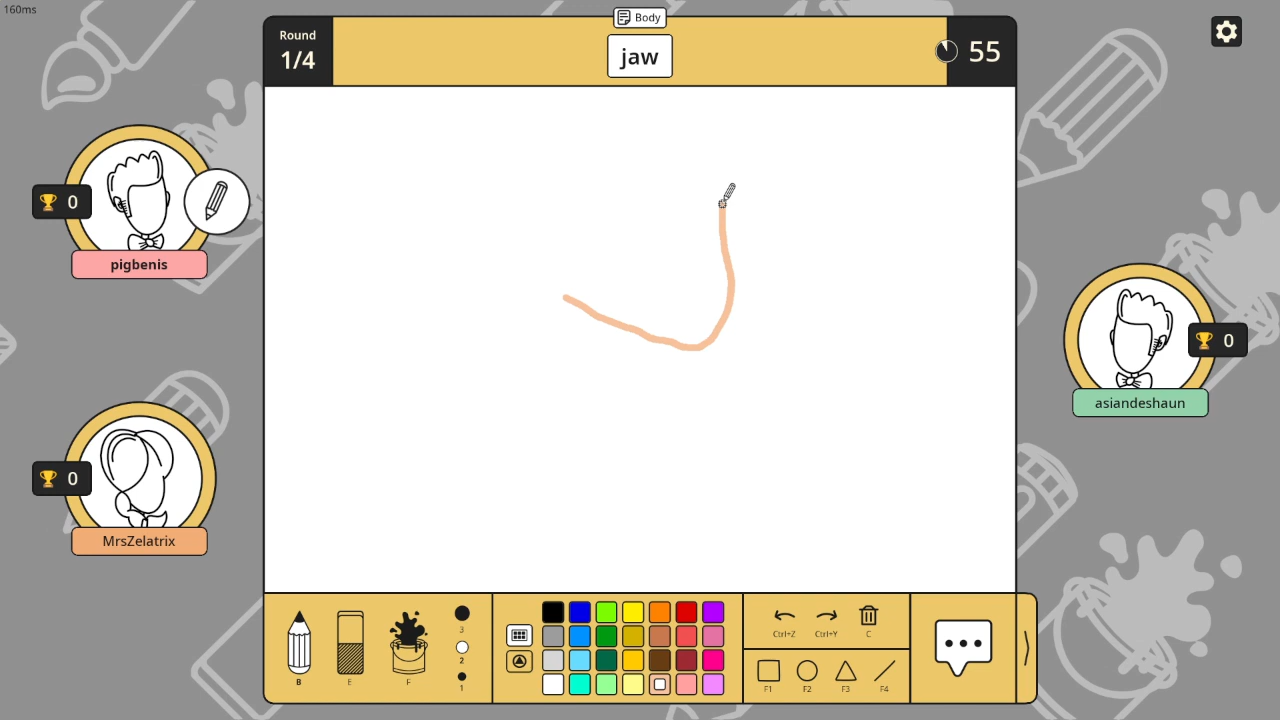 160ms
Body
Round
1/4
jaw
55
0
pigbenis
0
asiandeshaun
0
MrsZelatrix
B
E
F
3
2
1
Ctrl+Z
Ctrl+Y
C
F1
F2
F3
F4